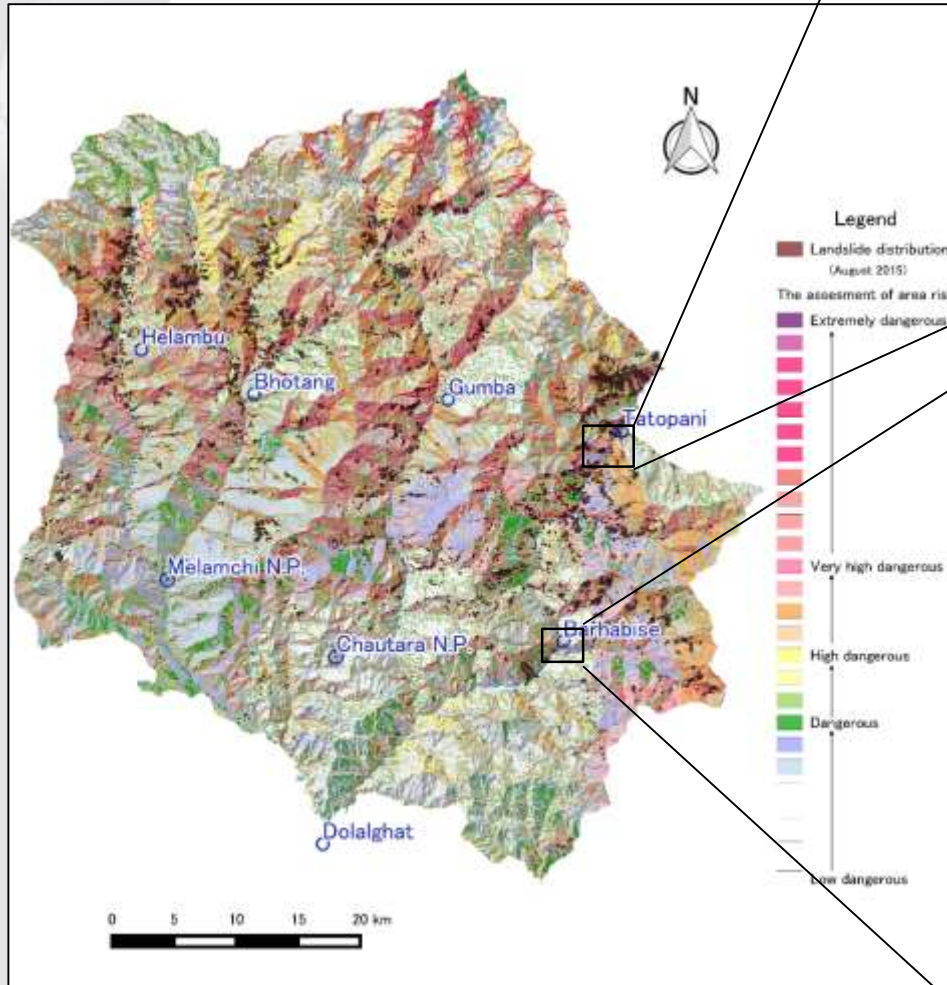 N
Legend
Landslide distribution
(August 2015)
The assesment of area ris
Extremely dangerous
Helambu
Bhotang
Gumba
Tatopani
Very high dangerous
Melamchi N.P.
Barhabise
Chautara N.P.
High dangerous
Dangerous
Dolalghat
Low dangerous
0 5 10 15 20 km